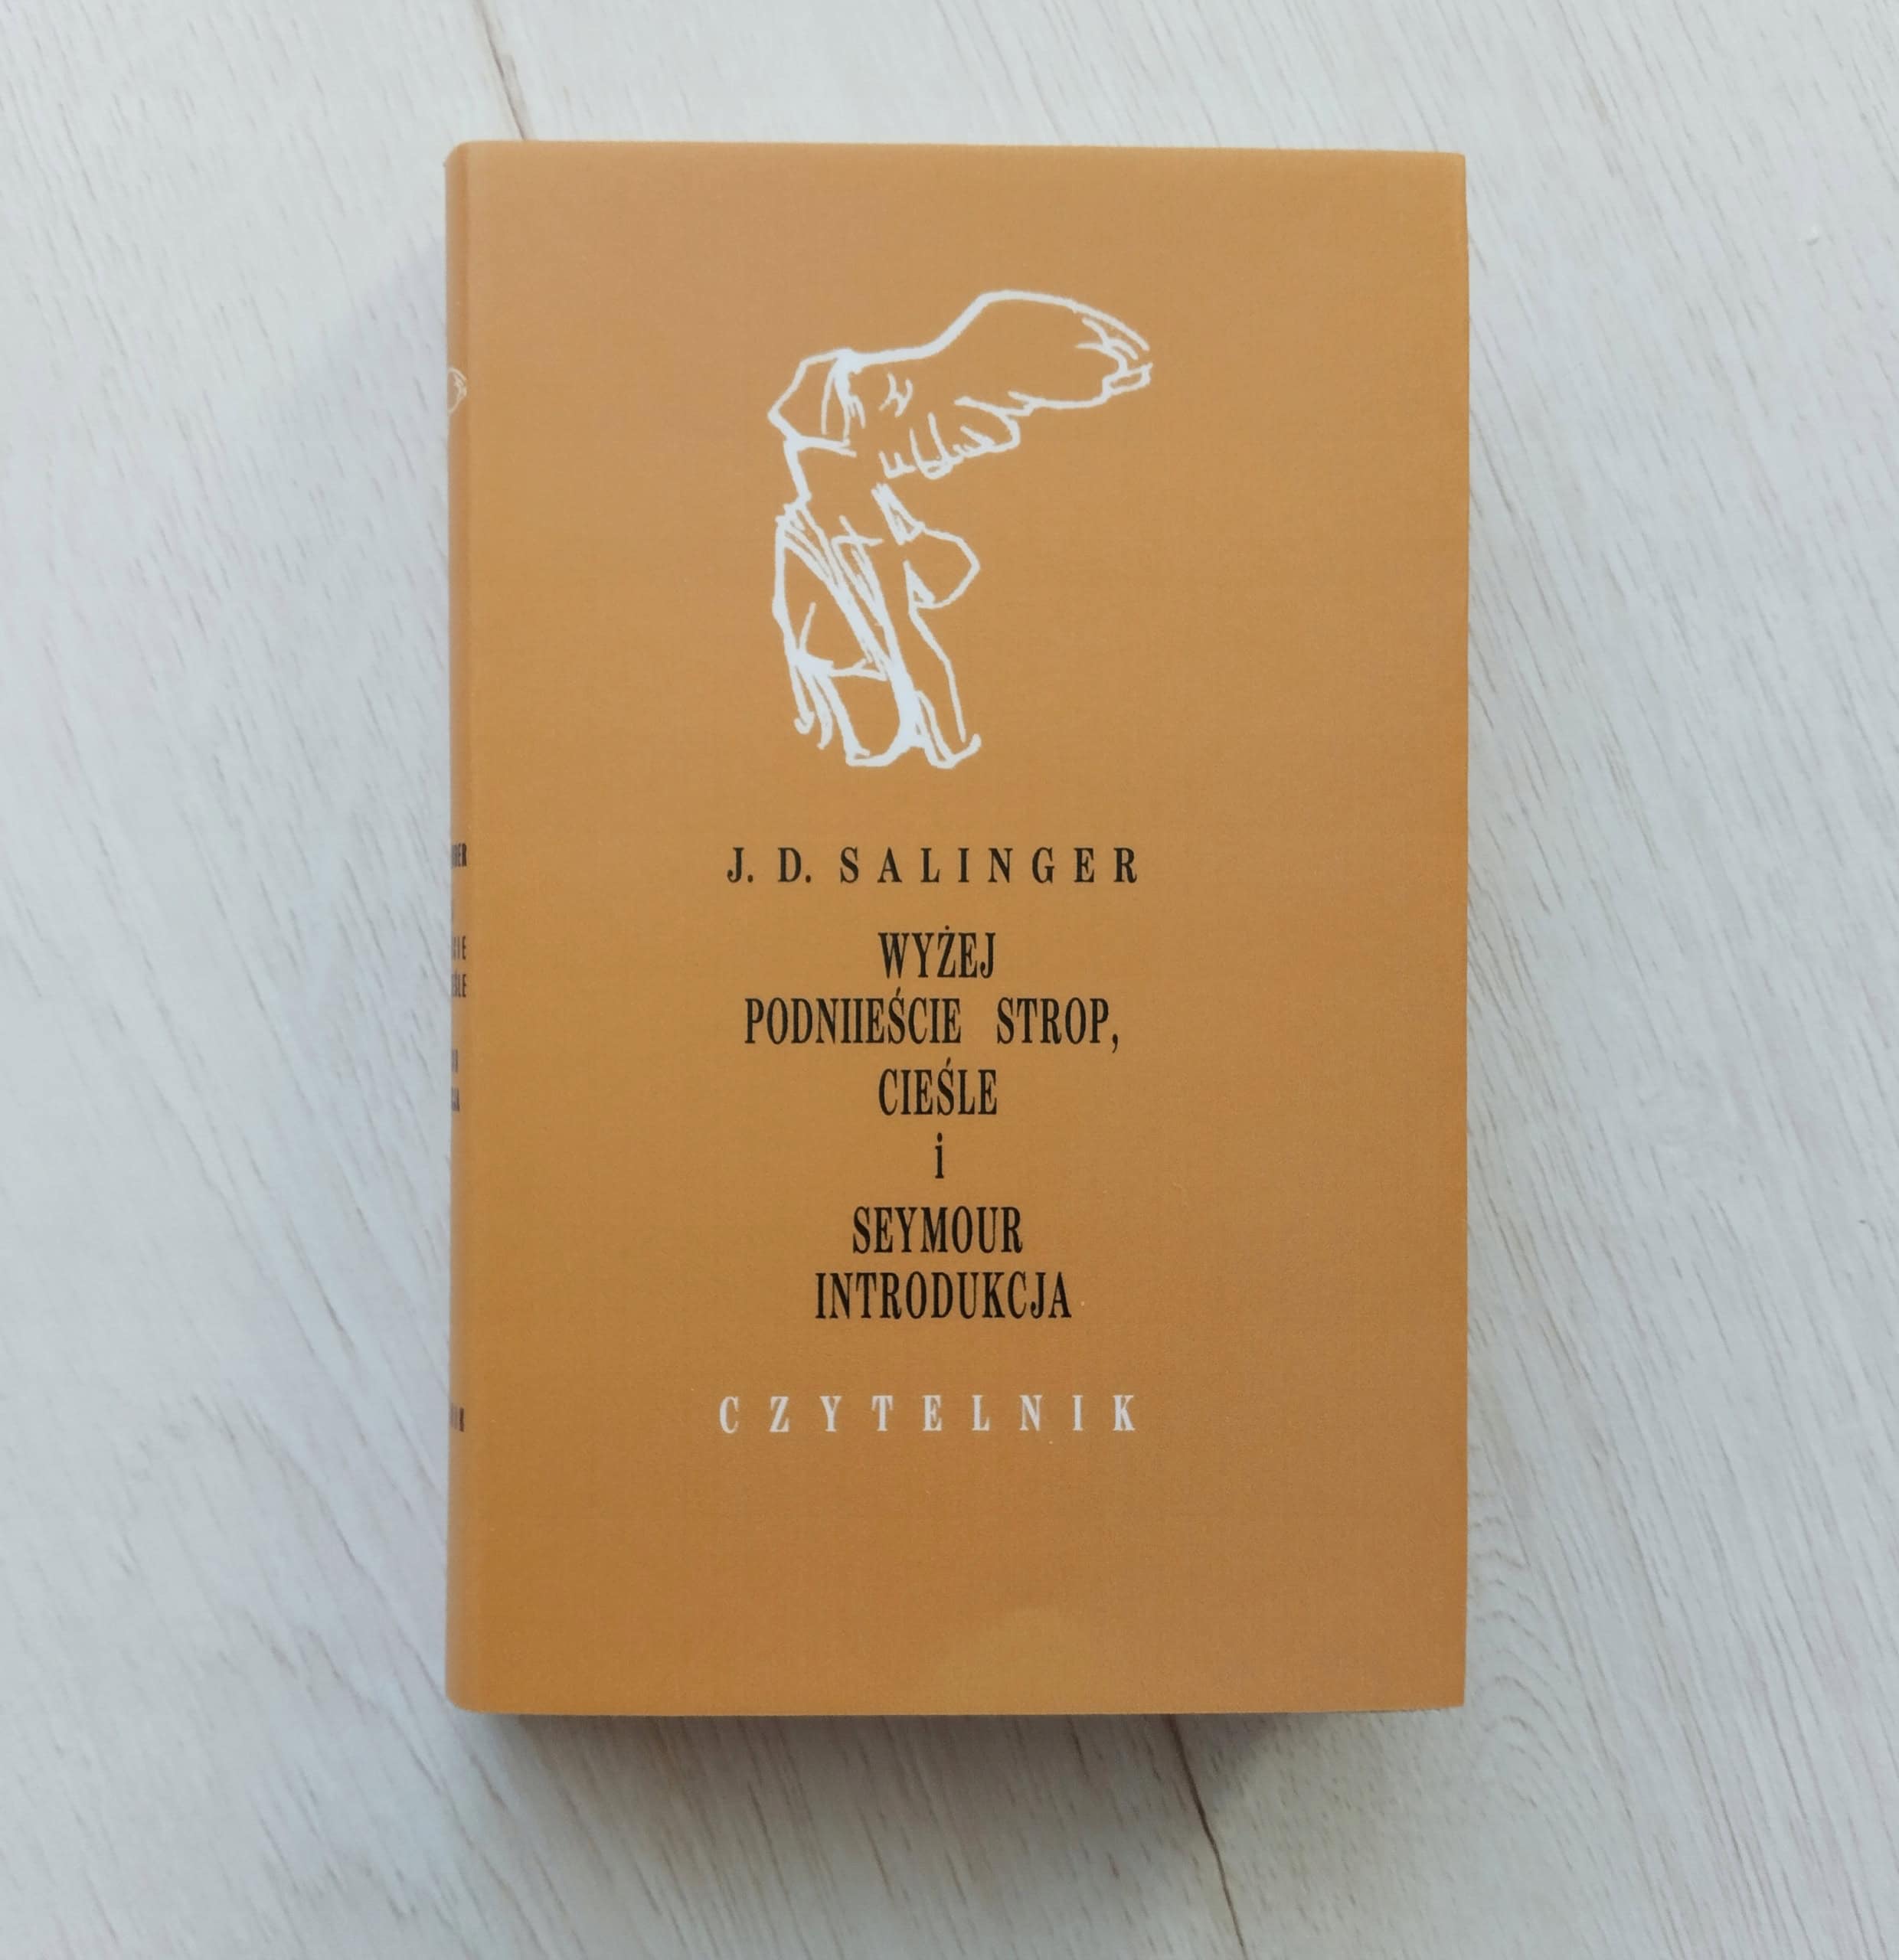 J. D. SALINGER
WYŻEJ
PODNIIEŚCIE STROP,
CIEŚLE
i
SEYMOUR
INTRODUKCJA
CZYTELNIK